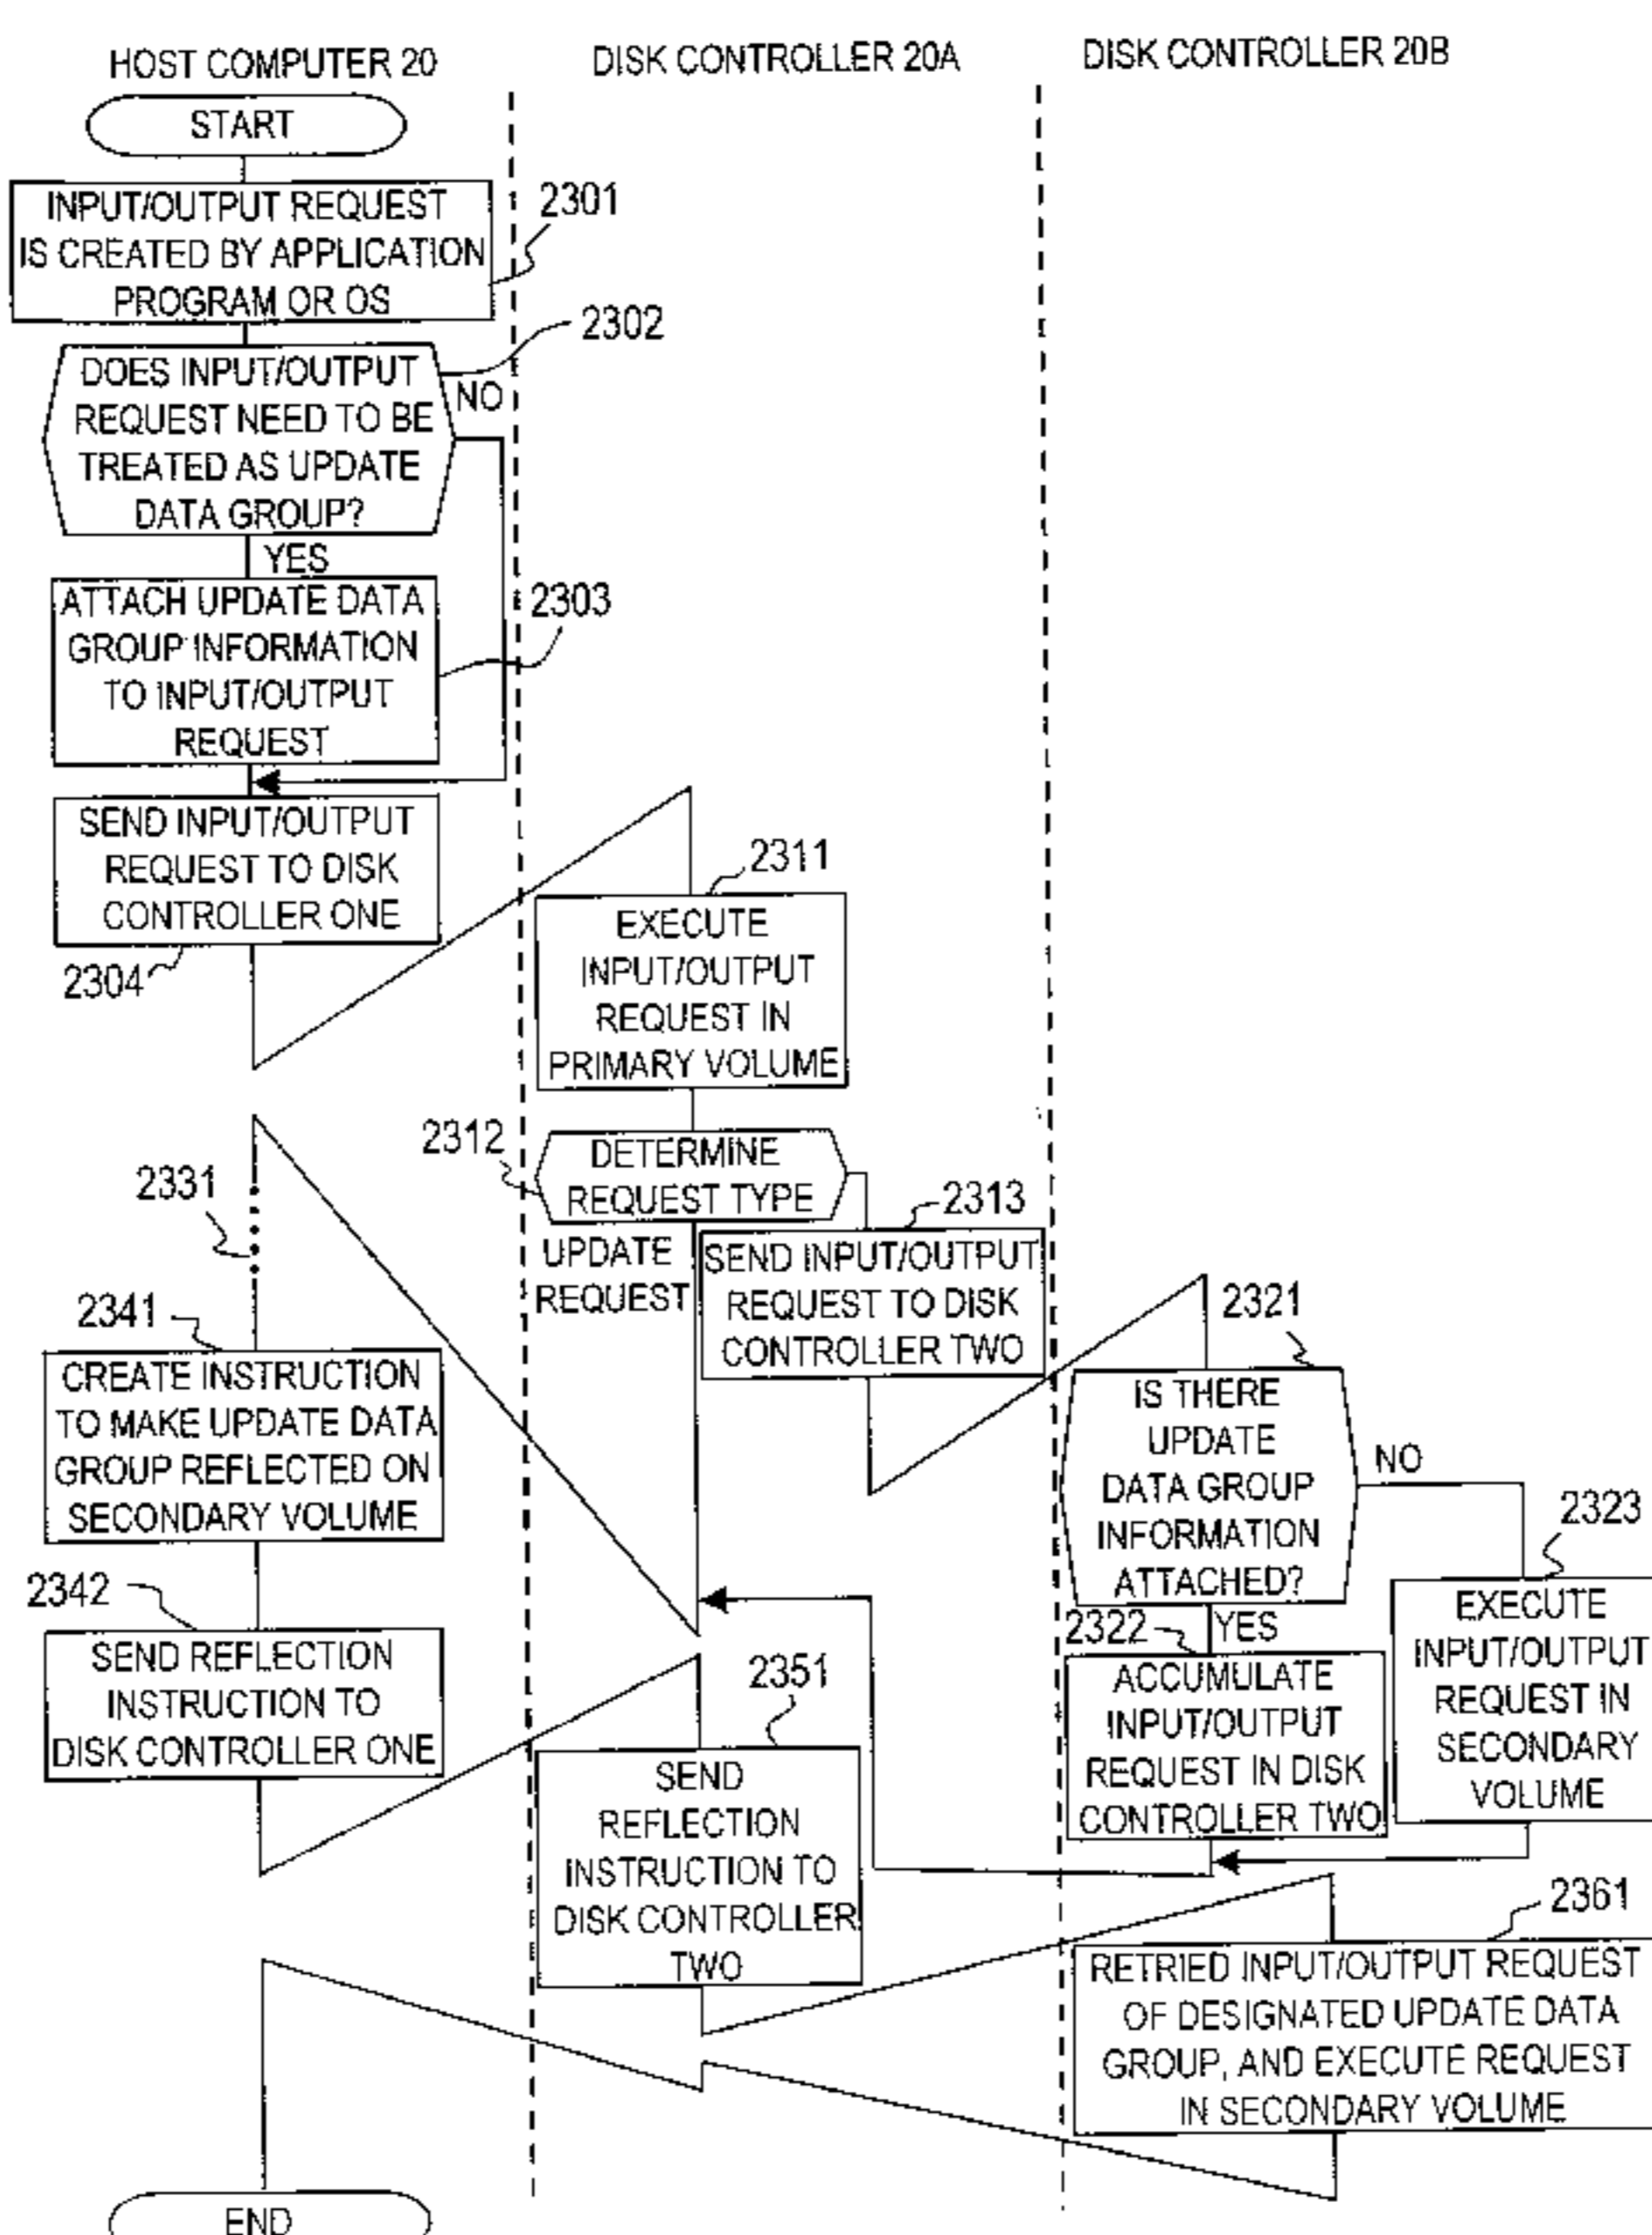 HOST COMPUTER 20
DISK CONTROLLER 20A
DISK CONTROLLER 20B
START
INPUT/OUTPUT REQUEST
IS CREATED BY APPLICATION
PROGRAM OR OS
2301
2302
DOES INPUT/OUTPUT
REQUEST NEED TO BE
TREATED AS UPDATE
DATA GROUP?
NO
YES
ATTACH UPDATE DATA
GROUP INFORMATION
TO INPUT/OUTPUT
REQUEST
2303
SEND INPUT/OUTPUT
REQUEST TO DISK
CONTROLLER ONE
2304
2311
EXECUTE
INPUT/OUTPUT
REQUEST IN
PRIMARY VOLUME
2312
DETERMINE
REQUEST TYPE
2313
UPDATE
REQUEST
SEND INPUT/OUTPUT
REQUEST TO DISK
CONTROLLER TWO
2331
2341
CREATE INSTRUCTION
TO MAKE UPDATE DATA
GROUP REFLECTED ON
SECONDARY VOLUME
2321
IS THERE
UPDATE
DATA GROUP
INFORMATION
ATTACHED?
NO
2323
EXECUTE
INPUT/OUTPUT
REQUEST IN
SECONDARY
VOLUME
2322
YES
ACCUMULATE
INPUT/OUTPUT
REQUEST IN DISK
CONTROLLER TWO
2342
SEND REFLECTION
INSTRUCTION TO
DISK CONTROLLER ONE
2351
SEND
REFLECTION
INSTRUCTION TO
DISK CONTROLLER
TWO
2361
RETRIED INPUT/OUTPUT REQUEST
OF DESIGNATED UPDATE DATA
GROUP, AND EXECUTE REQUEST
IN SECONDARY VOLUME
END